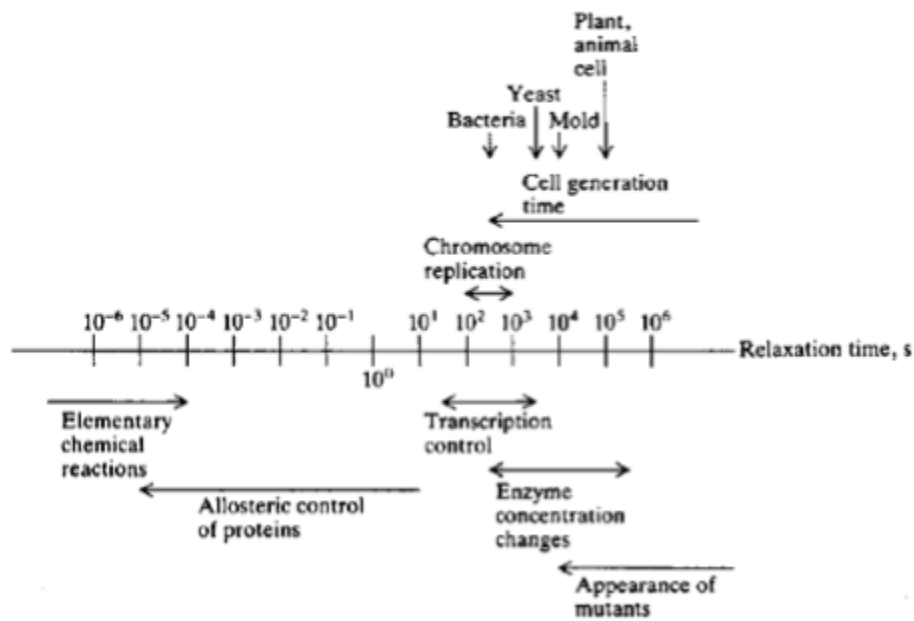 Plant,
animal
cell
Yeast
Bacteria
Mold
Cell generation
time
Chromosome
replication
10⁻⁶ 10⁻⁵ 10⁻⁴ 10⁻³ 10⁻² 10⁻¹ 10¹ 10² 10³ 10⁴ 10⁵ 10⁶
Relaxation time, s
10⁰
Elementary
chemical
reactions
Transcription
control
Allosteric control
of proteins
Enzyme
concentration
changes
Appearance of
mutants